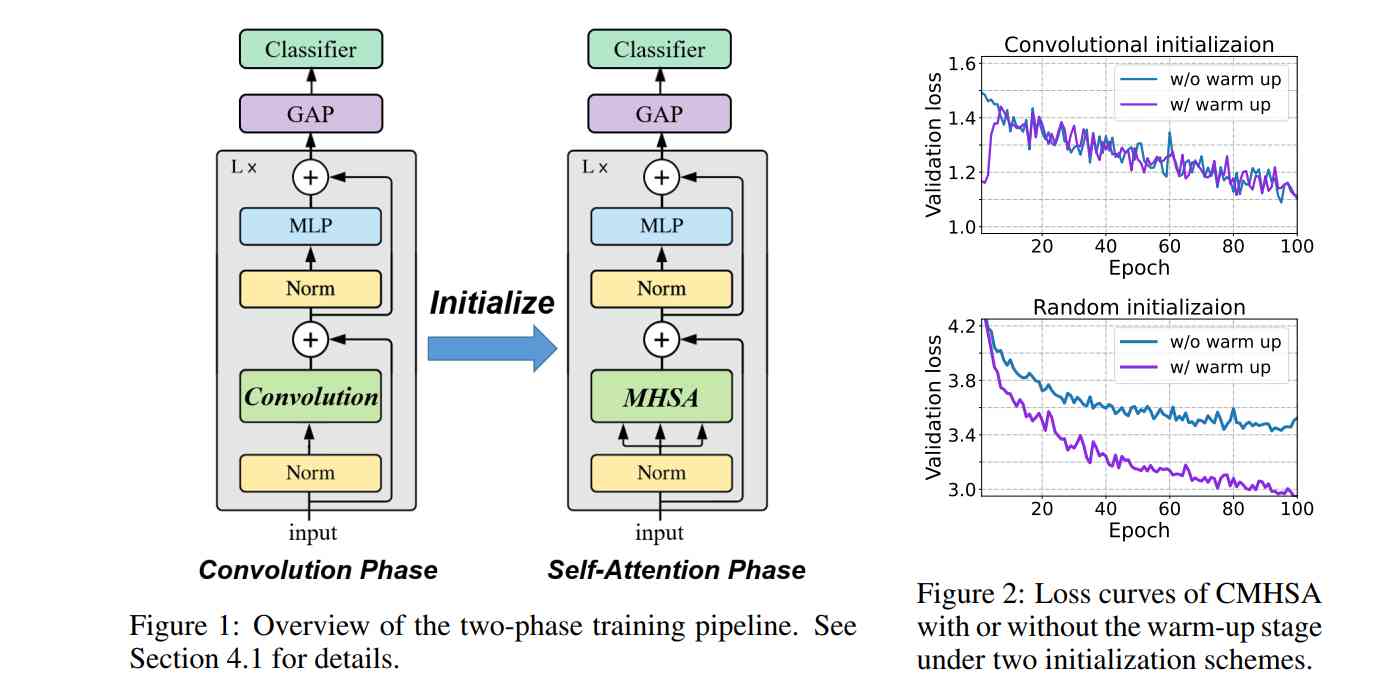 Classifier
GAP
L ×
+
MLP
Norm
+
Convolution
Norm
input
Convolution Phase
Initialize
Classifier
GAP
L ×
+
MLP
Norm
+
MHSA
Norm
input
Self-Attention Phase
Figure 1: Overview of the two-phase training pipeline. See
Section 4.1 for details.
Convolutional initializaion
Validation loss
1.6
1.4
1.2
1.0
w/o warm up
w/ warm up
20 40 60 80 100
Epoch
Random initializaion
Validation loss
4.2
3.8
3.4
3.0
w/o warm up
w/ warm up
20 40 60 80 100
Epoch
Figure 2: Loss curves of CMHSA
with or without the warm-up stage
under two initialization schemes.